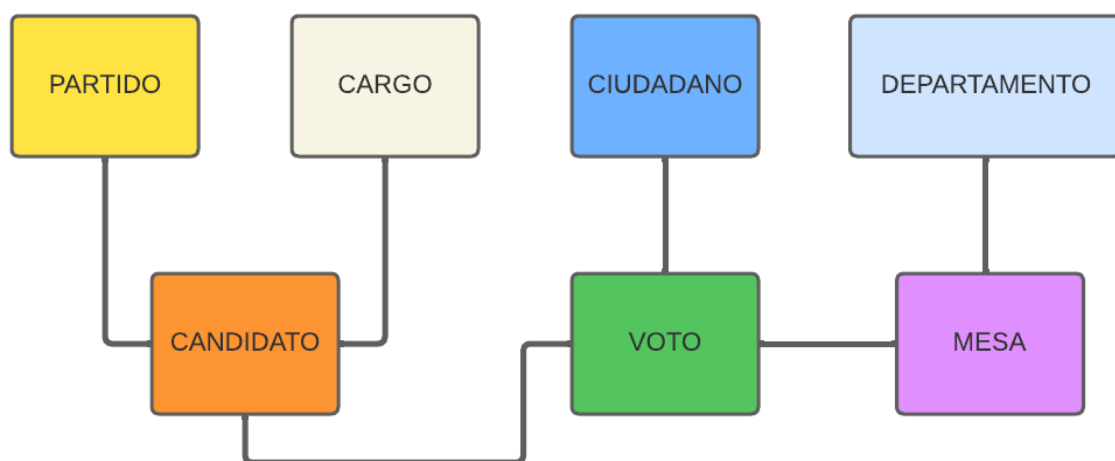 PARTIDO
CARGO
CIUDADANO
DEPARTAMENTO
CANDIDATO
VOTO
MESA